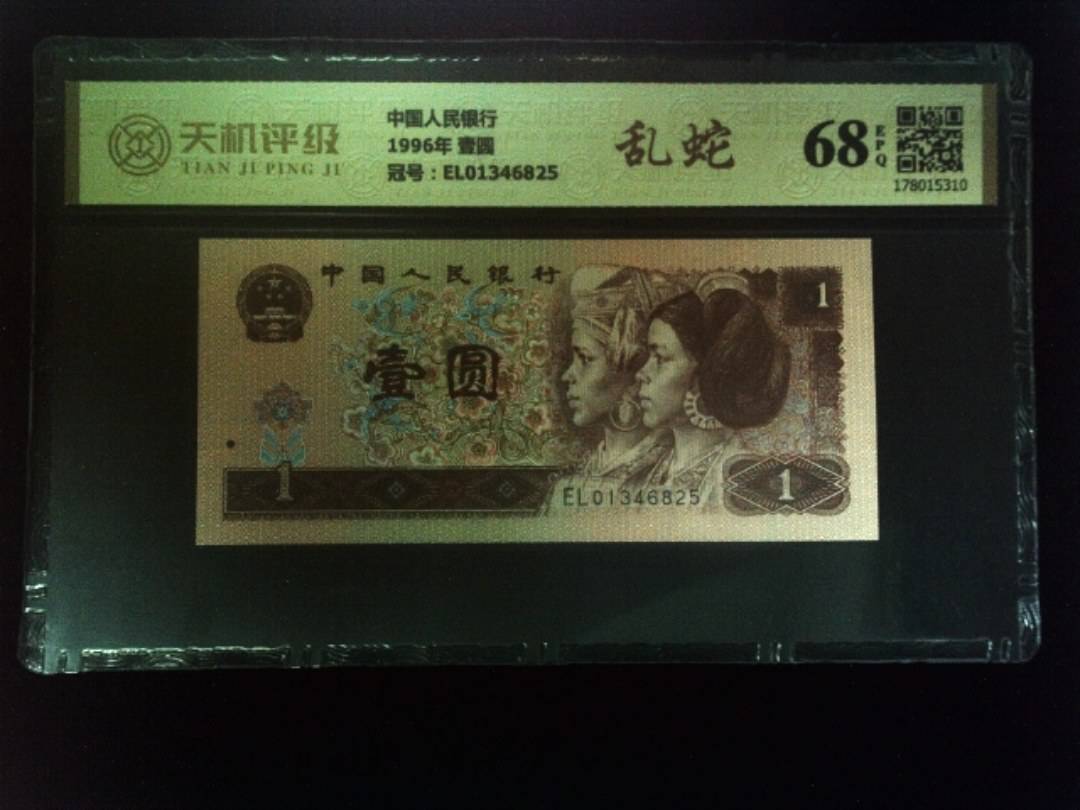 天机评级
TIAN JI PING JI
中国人民银行
1996年 壹圆
冠号：EL01346825
乱蛇
68
EPQ
178015310
中国人民银行
1
壹圆
1
EL01346825
1